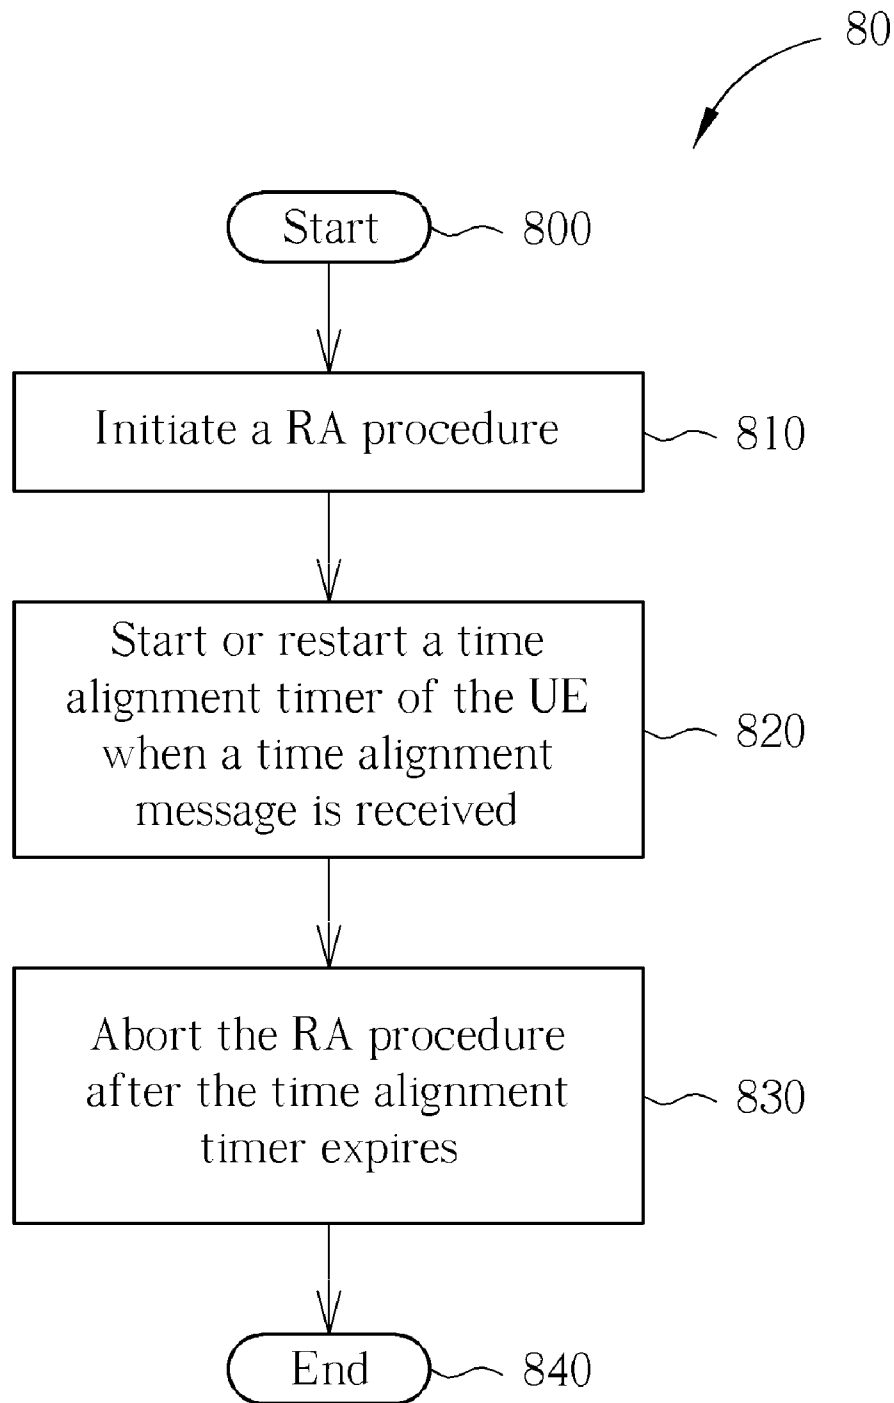 80
Start
800
Initiate a RA procedure
810
Start or restart a time
alignment timer of the UE
when a time alignment
message is received
820
Abort the RA procedure
after the time alignment
timer expires
830
End
840